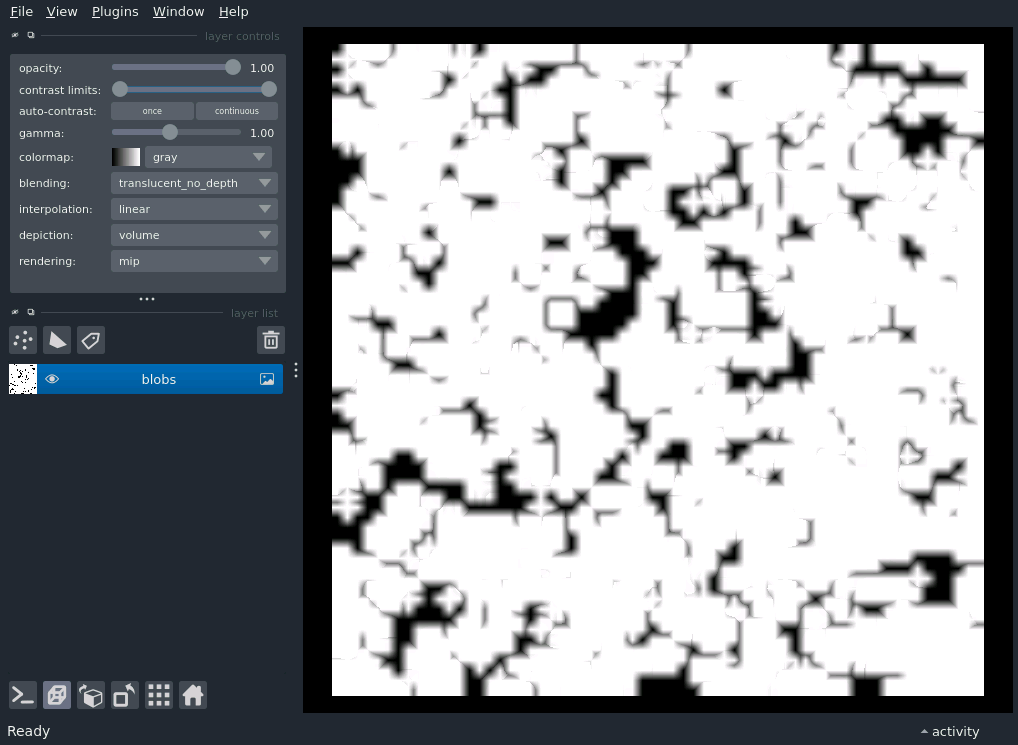 File View Plugins Window Help
layer controls
opacity: 1.00
contrast limits:
auto-contrast: once continuous
gamma: 1.00
colormap: gray
blending: translucent_no_depth
interpolation: linear
depiction: volume
rendering: mip
layer list
blobs
Ready activity